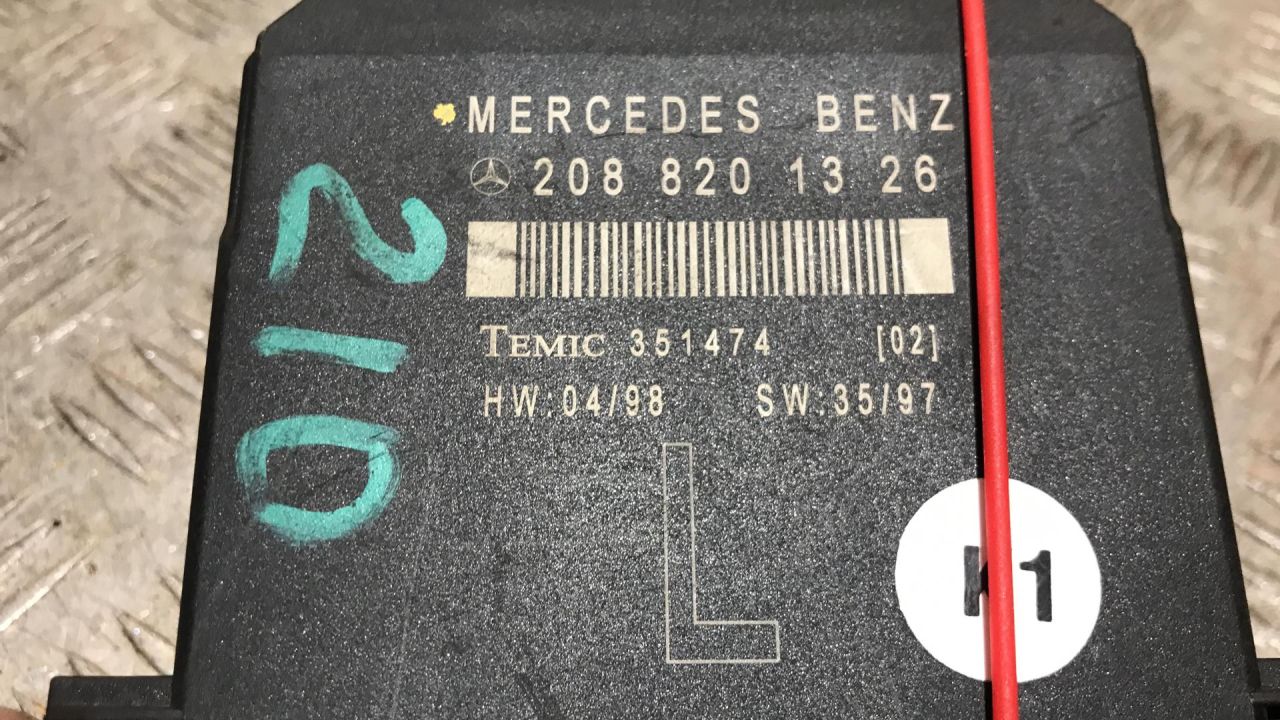 MERCEDES BENZ
208 820 13 26
TEMIC 351474 [02]
HW:04/98 SW:35/97
L
210